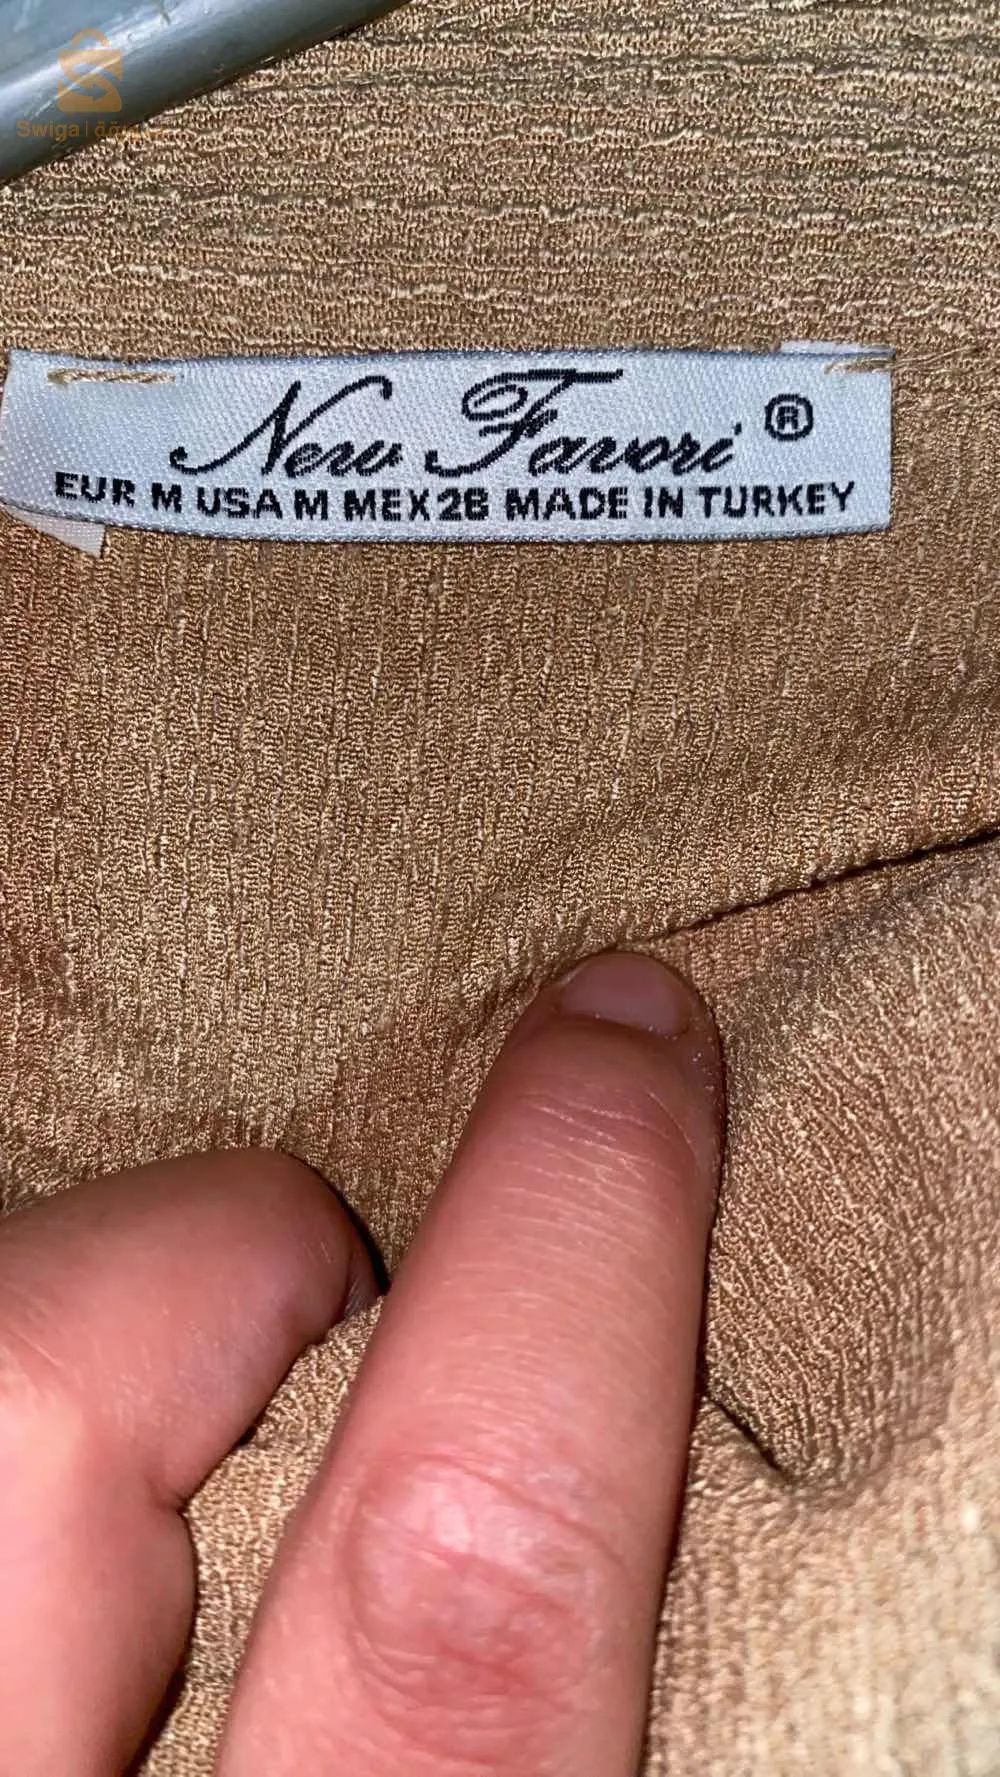 Swiga
New Favori ®
EUR M USA M MEX 28 MADE IN TURKEY